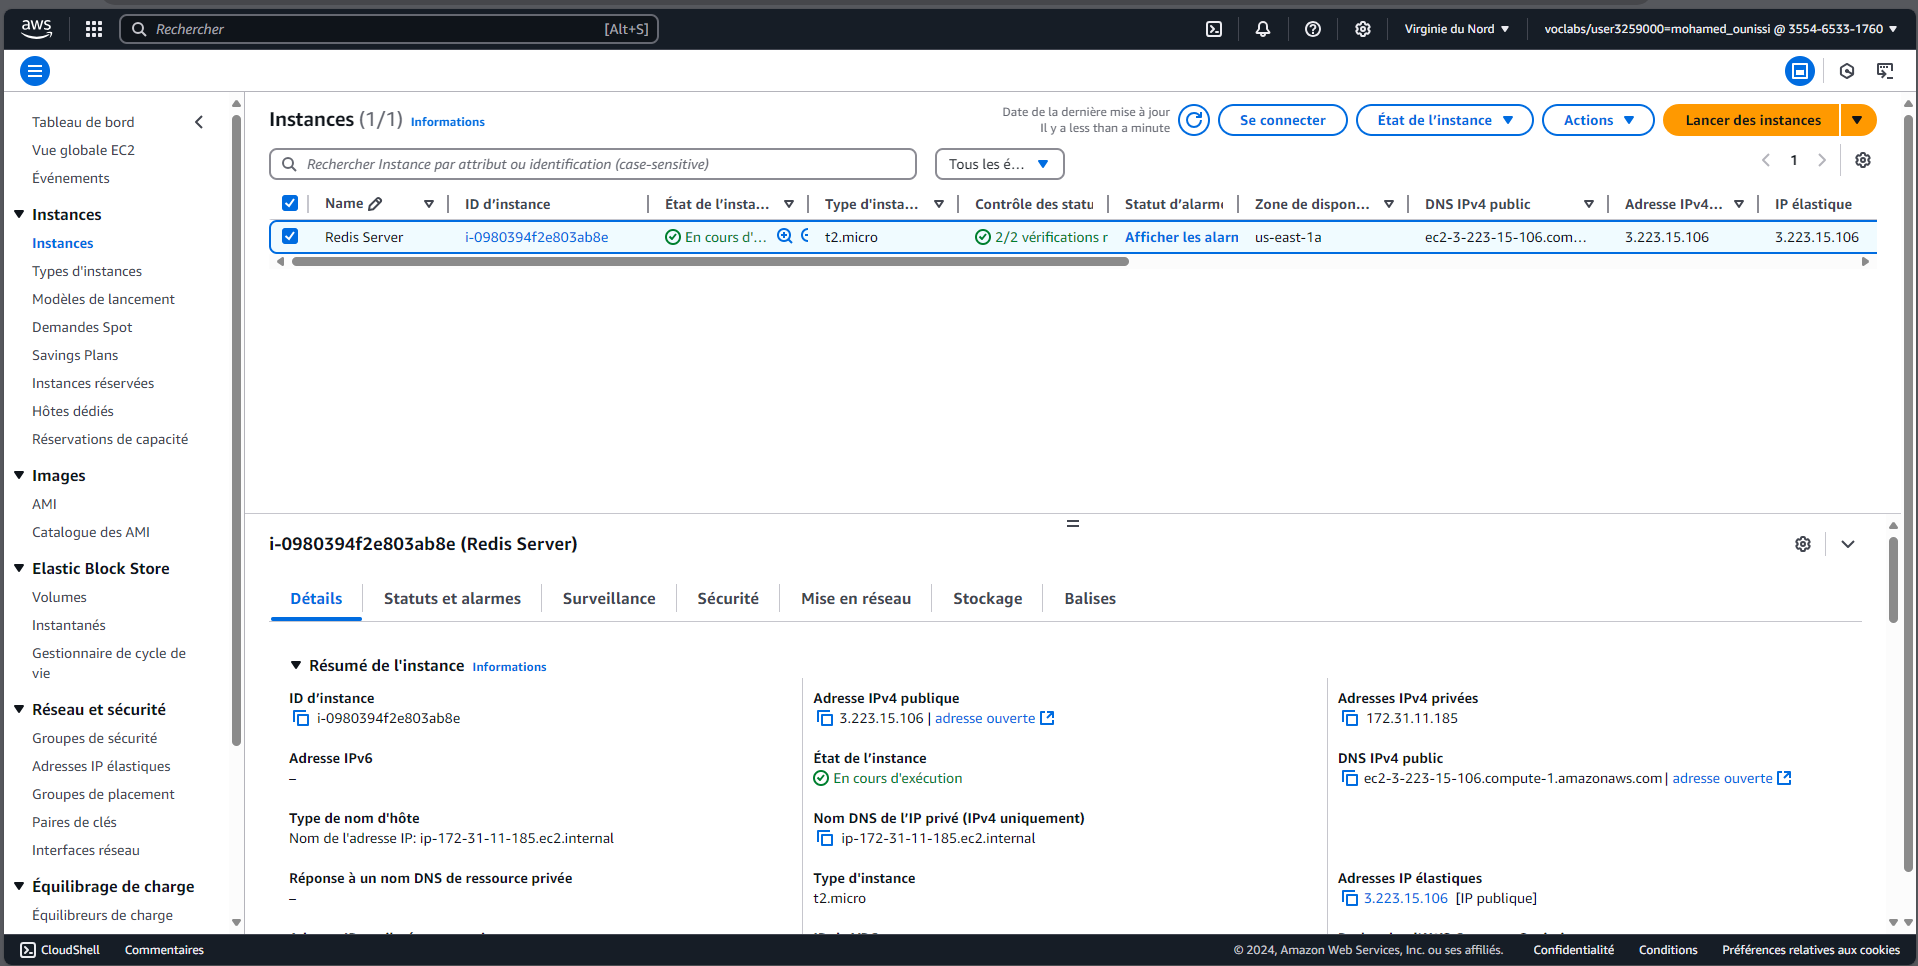 aws
Rechercher [Alt+S]
Virginie du Nord
voclabs/user3259000=mohamed_ounissi @ 3554-6533-1760
Tableau de bord
Vue globale EC2
Événements
Instances
Instances
Types d'instances
Modèles de lancement
Demandes Spot
Savings Plans
Instances réservées
Hôtes dédiés
Réservations de capacité
Images
AMI
Catalogue des AMI
Elastic Block Store
Volumes
Instantanés
Gestionnaire de cycle de
vie
Réseau et sécurité
Groupes de sécurité
Adresses IP élastiques
Groupes de placement
Paires de clés
Interfaces réseau
Équilibrage de charge
Équilibreurs de charge
Instances (1/1) Informations
Date de la dernière mise à jour
Il y a less than a minute
Se connecter
État de l'instance
Actions
Lancer des instances
Rechercher Instance par attribut ou identification (case-sensitive)
Tous les é...
1
Name ID d'instance État de l'insta... Type d'insta... Contrôle des statu Statut d'alarme Zone de dispon... DNS IPv4 public Adresse IPv4... IP élastique
Redis Server i-0980394f2e803ab8e En cours d'... t2.micro 2/2 vérifications r Afficher les alarn us-east-1a ec2-3-223-15-106.com... 3.223.15.106 3.223.15.106
i-0980394f2e803ab8e (Redis Server)
Détails Statuts et alarmes Surveillance Sécurité Mise en réseau Stockage Balises
Résumé de l'instance Informations
ID d'instance
i-0980394f2e803ab8e
Adresse IPv4 publique
3.223.15.106 | adresse ouverte
Adresses IPv4 privées
172.31.11.185
Adresse IPv6
–
État de l'instance
En cours d'exécution
DNS IPv4 public
ec2-3-223-15-106.compute-1.amazonaws.com | adresse ouverte
Type de nom d'hôte
Nom de l'adresse IP: ip-172-31-11-185.ec2.internal
Nom DNS de l'IP privé (IPv4 uniquement)
ip-172-31-11-185.ec2.internal
Réponse à un nom DNS de ressource privée
–
Type d'instance
t2.micro
Adresses IP élastiques
3.223.15.106 [IP publique]
CloudShell Commentaires
© 2024, Amazon Web Services, Inc. ou ses affiliés. Confidentialité Conditions Préférences relatives aux cookies